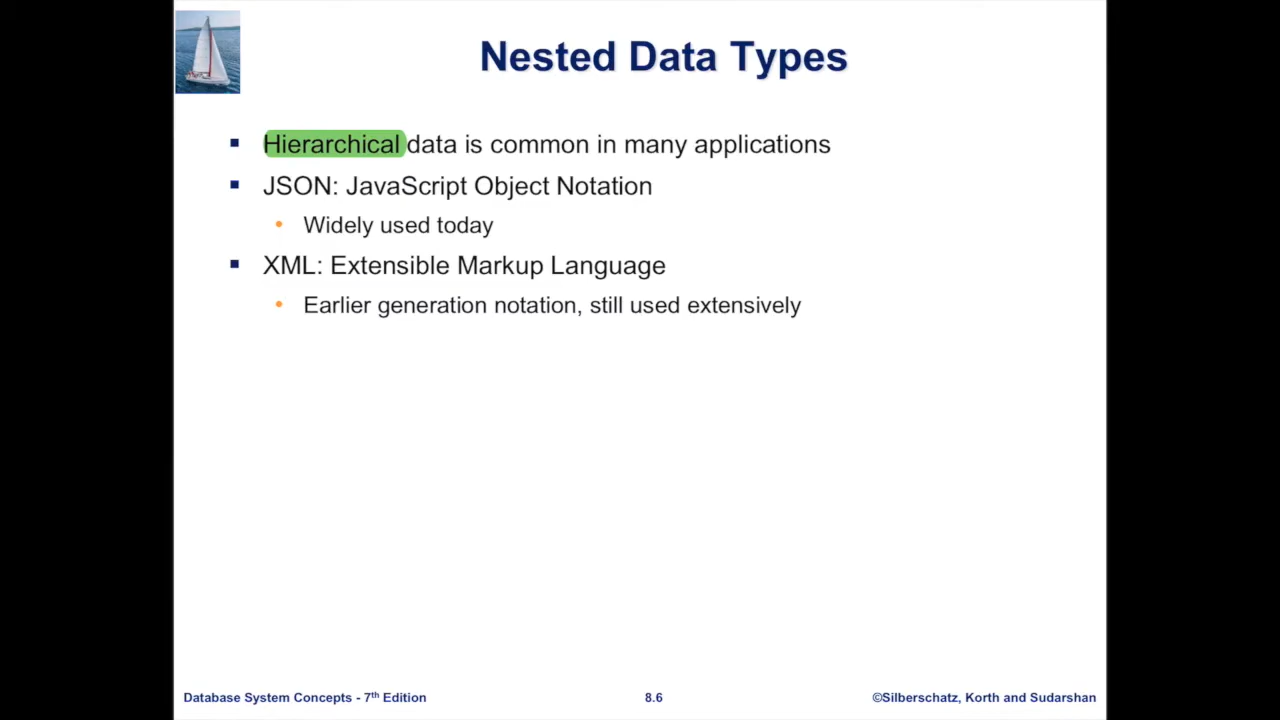 Nested Data Types
Hierarchical data is common in many applications
JSON: JavaScript Object Notation
Widely used today
XML: Extensible Markup Language
Earlier generation notation, still used extensively
Database System Concepts - 7th Edition
8.6
©Silberschatz, Korth and Sudarshan